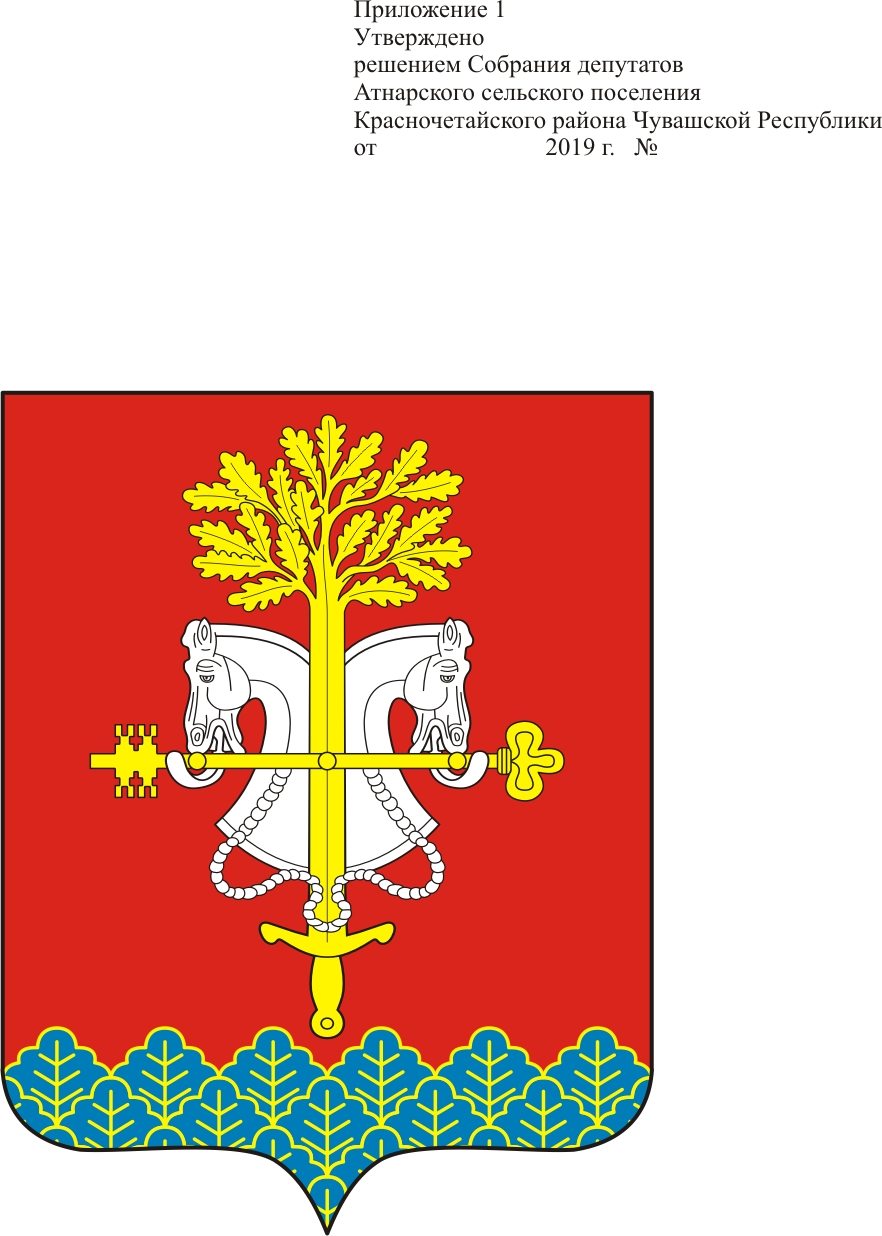 Приложение 1
Утверждено
решением Собрания депутатов
Атнарского сельского поселения
Красночетайского района Чувашской Республики
от 2019 г. №